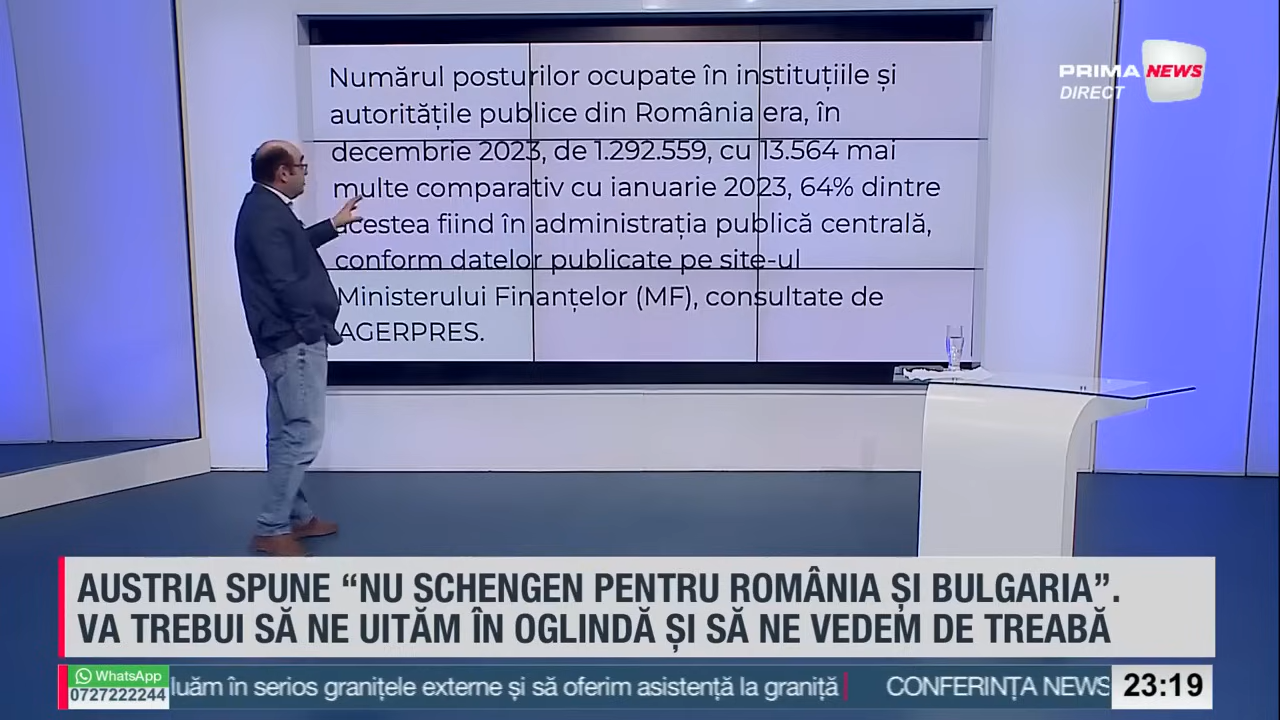 Numărul posturilor ocupate în instituțiile și
autoritățile publice din România era, în
decembrie 2023, de 1.292.559, cu 13.564 mai
multe comparativ cu ianuarie 2023, 64% dintre
acestea fiind în administrația publică centrală,
conform datelor publicate pe site-ul
Ministerului Finanțelor (MF), consultate de
AGERPRES.
PRIMA NEWS
DIRECT
AUSTRIA SPUNE “NU SCHENGEN PENTRU ROMÂNIA ȘI BULGARIA”.
VA TREBUI SĂ NE UITĂM ÎN OGLINDĂ ȘI SĂ NE VEDEM DE TREABĂ
WhatsApp
0727222244
luăm în serios granițele externe și să oferim asistență la graniță
CONFERINȚA NEWS
23:19